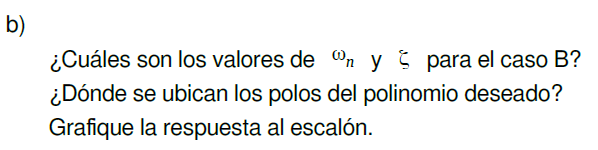 b)
¿Cuáles son los valores de ωn y ζ para el caso B?
¿Dónde se ubican los polos del polinomio deseado?
Grafique la respuesta al escalón.